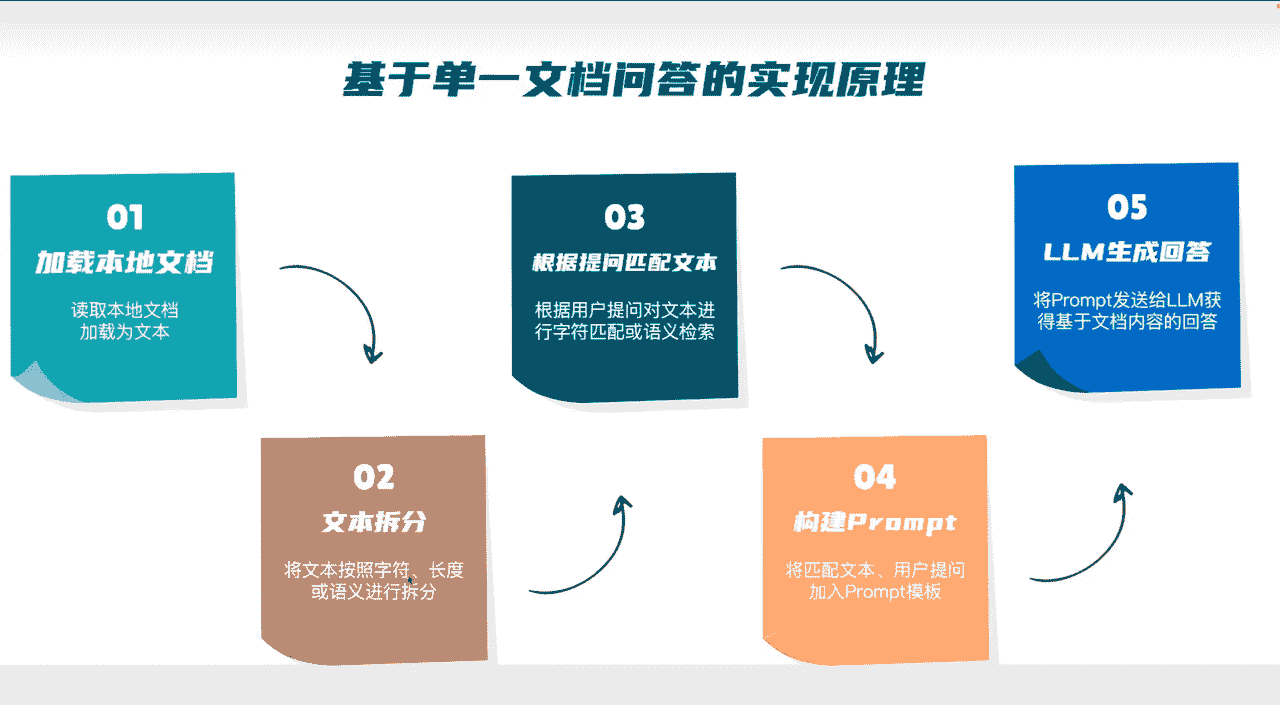 基于单一文档问答的实现原理
01
加载本地文档
读取本地文档
加载为文本
02
文本拆分
将文本按照字符、长度
或语义进行拆分
03
根据提问匹配文本
根据用户提问对文本进
行字符匹配或语义检索
04
构建Prompt
将匹配文本、用户提问
加入Prompt模板
05
LLM生成回答
将Prompt发送给LLM获
得基于文档内容的回答